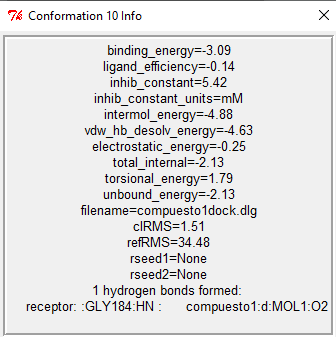 Conformation 10 Info
binding_energy=-3.09
ligand_efficiency=-0.14
inhib_constant=5.42
inhib_constant_units=mM
intermol_energy=-4.88
vdw_hb_desolv_energy=-4.63
electrostatic_energy=-0.25
total_internal=-2.13
torsional_energy=1.79
unbound_energy=-2.13
filename=compuesto1dock.dlg
clRMS=1.51
refRMS=34.48
rseed1=None
rseed2=None
1 hydrogen bonds formed:
receptor: :GLY184:HN : compuesto1:d:MOL1:O2